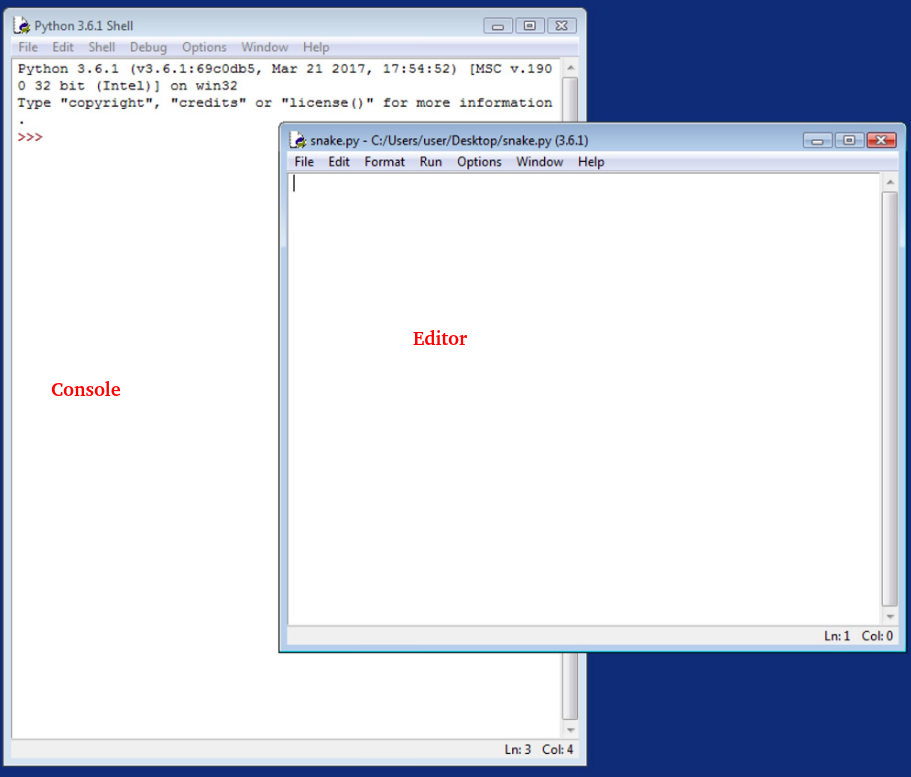 Python 3.6.1 Shell
File Edit Shell Debug Options Window Help
Python 3.6.1 (v3.6.1:69c0db5, Mar 21 2017, 17:54:52) [MSC v.190
0 32 bit (Intel)] on win32
Type "copyright", "credits" or "license()" for more information
.
>>>
snake.py - C:/Users/user/Desktop/snake.py (3.6.1)
File Edit Format Run Options Window Help
Editor
Console
Ln: 1 Col: 0
Ln: 3 Col: 4